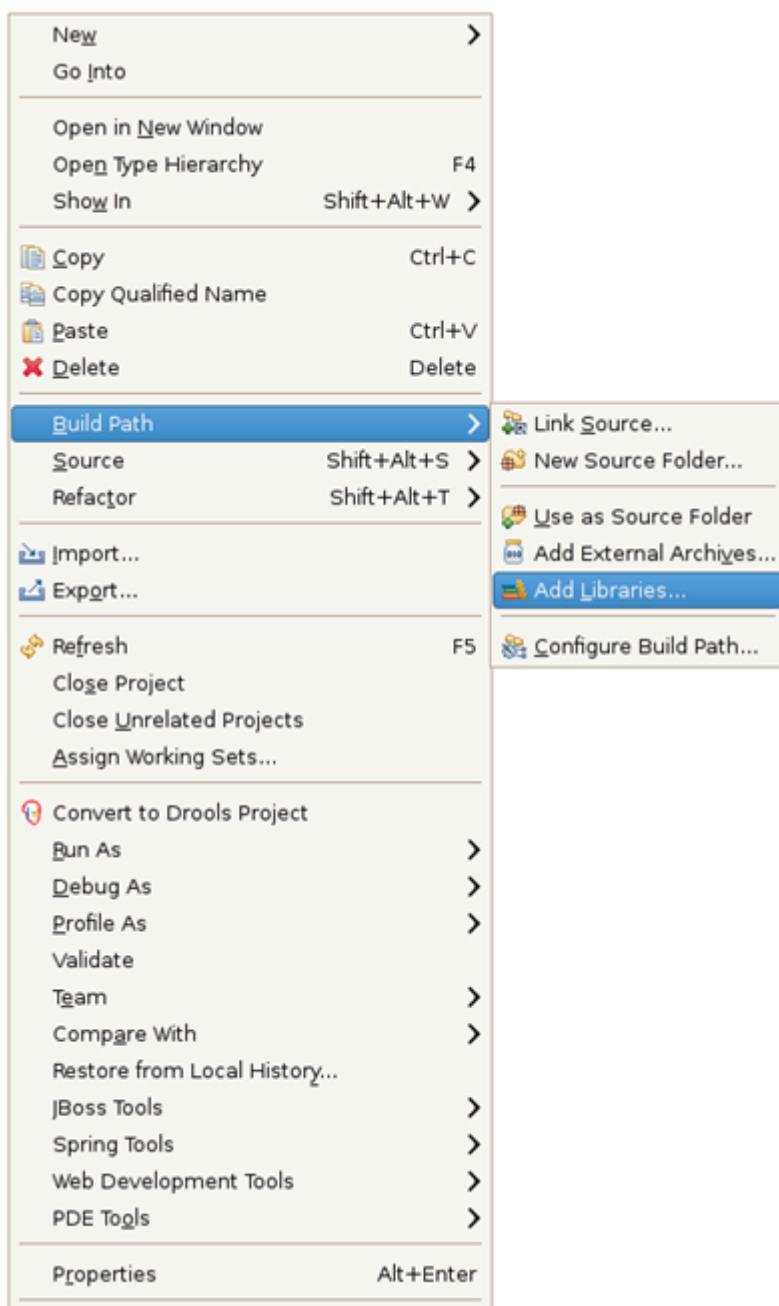 New
Go Into
Open in New Window
Open Type Hierarchy F4
Show In Shift+Alt+W
Copy Ctrl+C
Copy Qualified Name
Paste Ctrl+V
Delete Delete
Build Path
Source Shift+Alt+S
Refactor Shift+Alt+T
Import...
Export...
Refresh F5
Close Project
Close Unrelated Projects
Assign Working Sets...
Convert to Drools Project
Run As
Debug As
Profile As
Validate
Team
Compare With
Restore from Local History...
JBoss Tools
Spring Tools
Web Development Tools
PDE Tools
Properties Alt+Enter
Link Source...
New Source Folder...
Use as Source Folder
Add External Archives...
Add Libraries...
Configure Build Path...